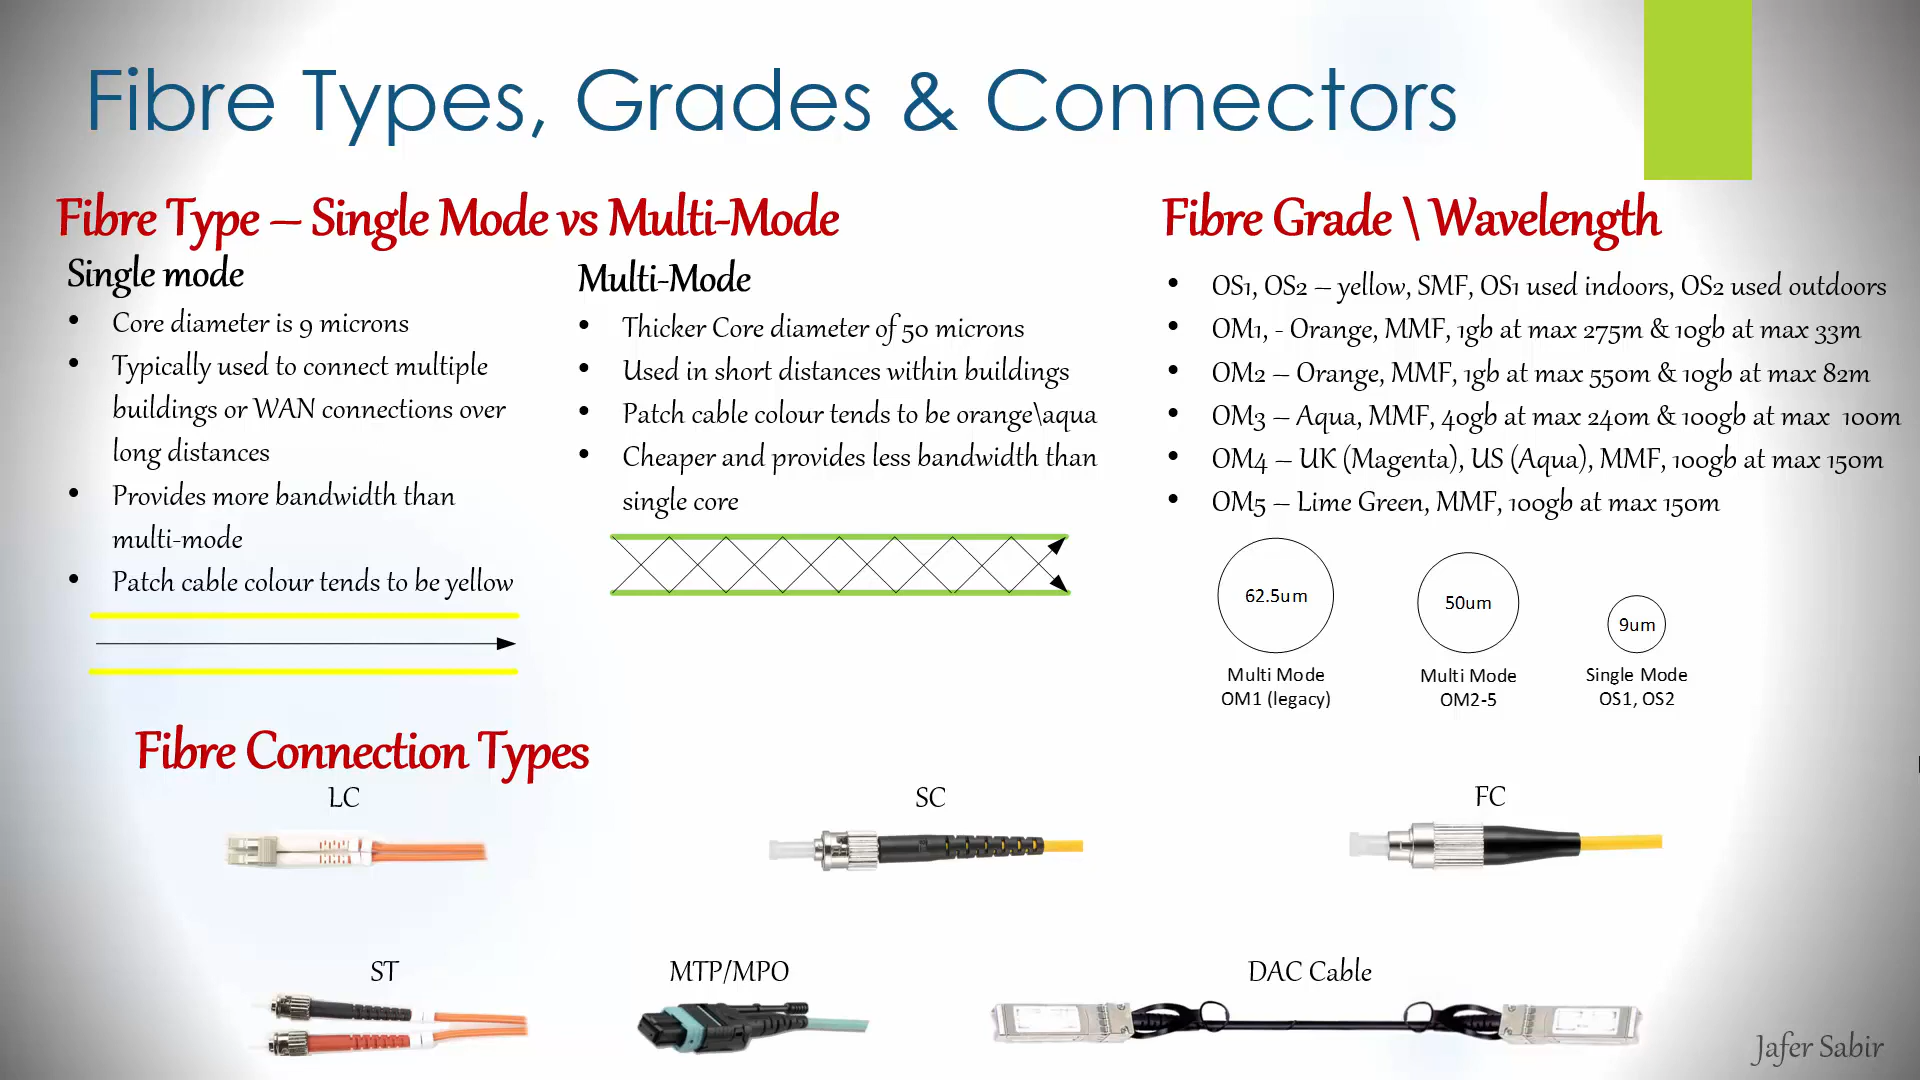 Fibre Types, Grades & Connectors
Fibre Type – Single Mode vs Multi-Mode
Single mode
• Core diameter is 9 microns
• Typically used to connect multiple
buildings or WAN connections over
long distances
• Provides more bandwidth than
multi-mode
• Patch cable colour tends to be yellow
Multi-Mode
• Thicker Core diameter of 50 microns
• Used in short distances within buildings
• Patch cable colour tends to be orange\aqua
• Cheaper and provides less bandwidth than
single core
Fibre Grade \ Wavelength
• OS1, OS2 – yellow, SMF, OS1 used indoors, OS2 used outdoors
• OM1, - Orange, MMF, 1gb at max 275m & 10gb at max 33m
• OM2 – Orange, MMF, 1gb at max 550m & 10gb at max 82m
• OM3 – Aqua, MMF, 40gb at max 240m & 100gb at max 100m
• OM4 – UK (Magenta), US (Aqua), MMF, 100gb at max 150m
• OM5 – Lime Green, MMF, 100gb at max 150m
62.5um
50um
9um
Multi Mode
OM1 (legacy)
Multi Mode
OM2-5
Single Mode
OS1, OS2
Fibre Connection Types
LC
SC
FC
ST
MTP/MPO
DAC Cable
Jafer Sabir